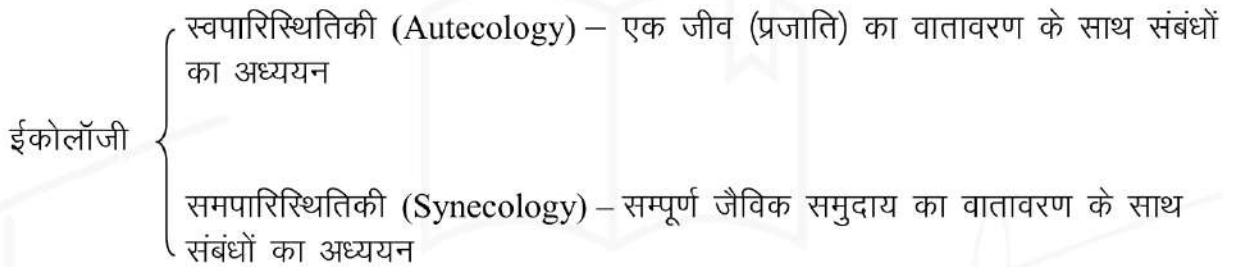 स्वपारिस्थितिकी (Autecology) – एक जीव (प्रजाति) का वातावरण के साथ संबंधों
का अध्ययन
ईकोलॉजी
समपारिस्थितिकी (Synecology) – सम्पूर्ण जैविक समुदाय का वातावरण के साथ
संबंधों का अध्ययन